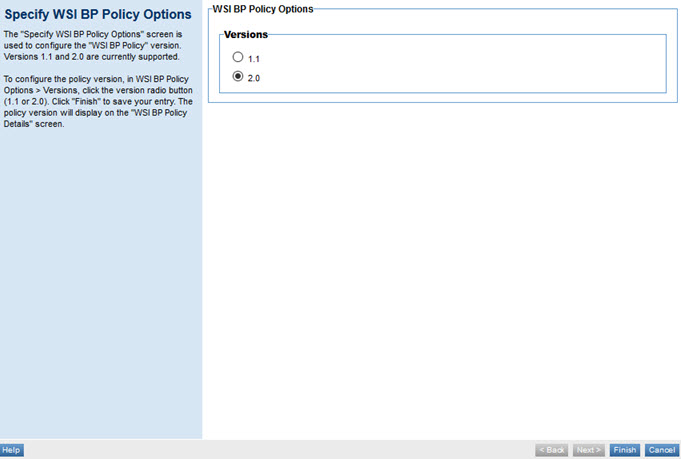 Specify WSI BP Policy Options
The "Specify WSI BP Policy Options" screen is
used to configure the "WSI BP Policy" version.
Versions 1.1 and 2.0 are currently supported.
To configure the policy version, in WSI BP Policy
Options > Versions, click the version radio button
(1.1 or 2.0). Click "Finish" to save your entry. The
policy version will display on the "WSI BP Policy
Details" screen.
WSI BP Policy Options
Versions
1.1
2.0
Help
< Back
Next >
Finish
Cancel